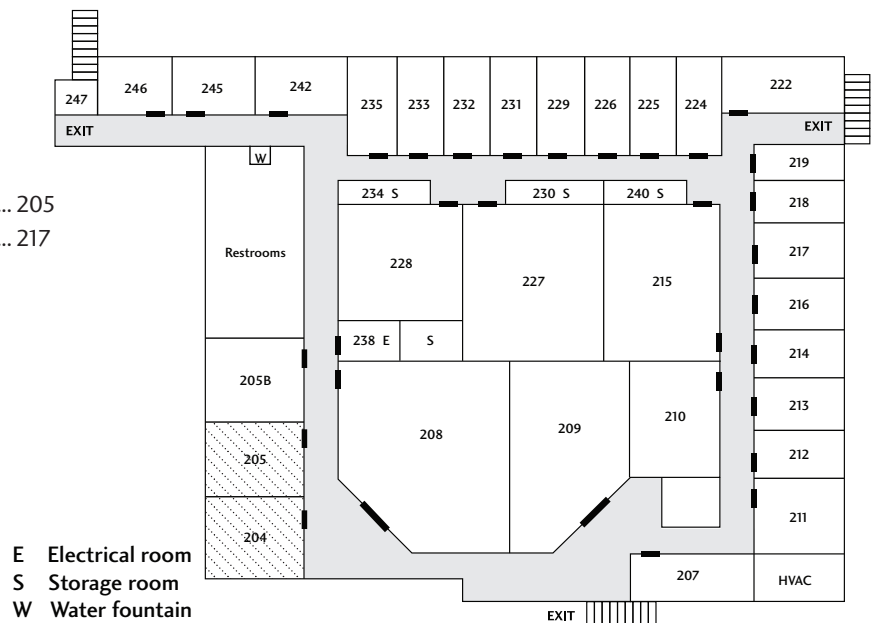 247
246
245
242
235
233
232
231
229
226
225
224
222
EXIT
EXIT
W
219
234 S
230 S
240 S
218
... 205
... 217
Restrooms
228
227
215
217
216
238 E
S
214
205B
213
208
209
210
212
205
211
204
E Electrical room
S Storage room
W Water fountain
207
HVAC
EXIT